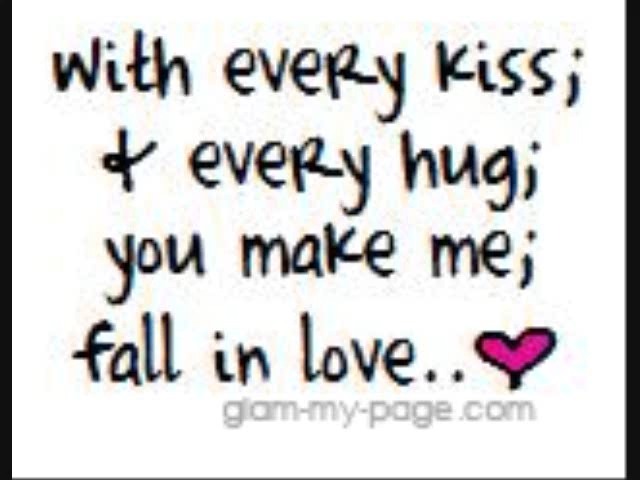 with every kiss;
& every hug;
you make me;
fall in love..
glam-my-page.com